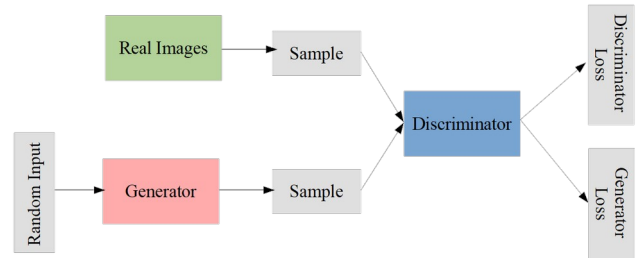 Real Images
Sample
Discriminator
Loss
Discriminator
Random Input
Generator
Sample
Generator
Loss